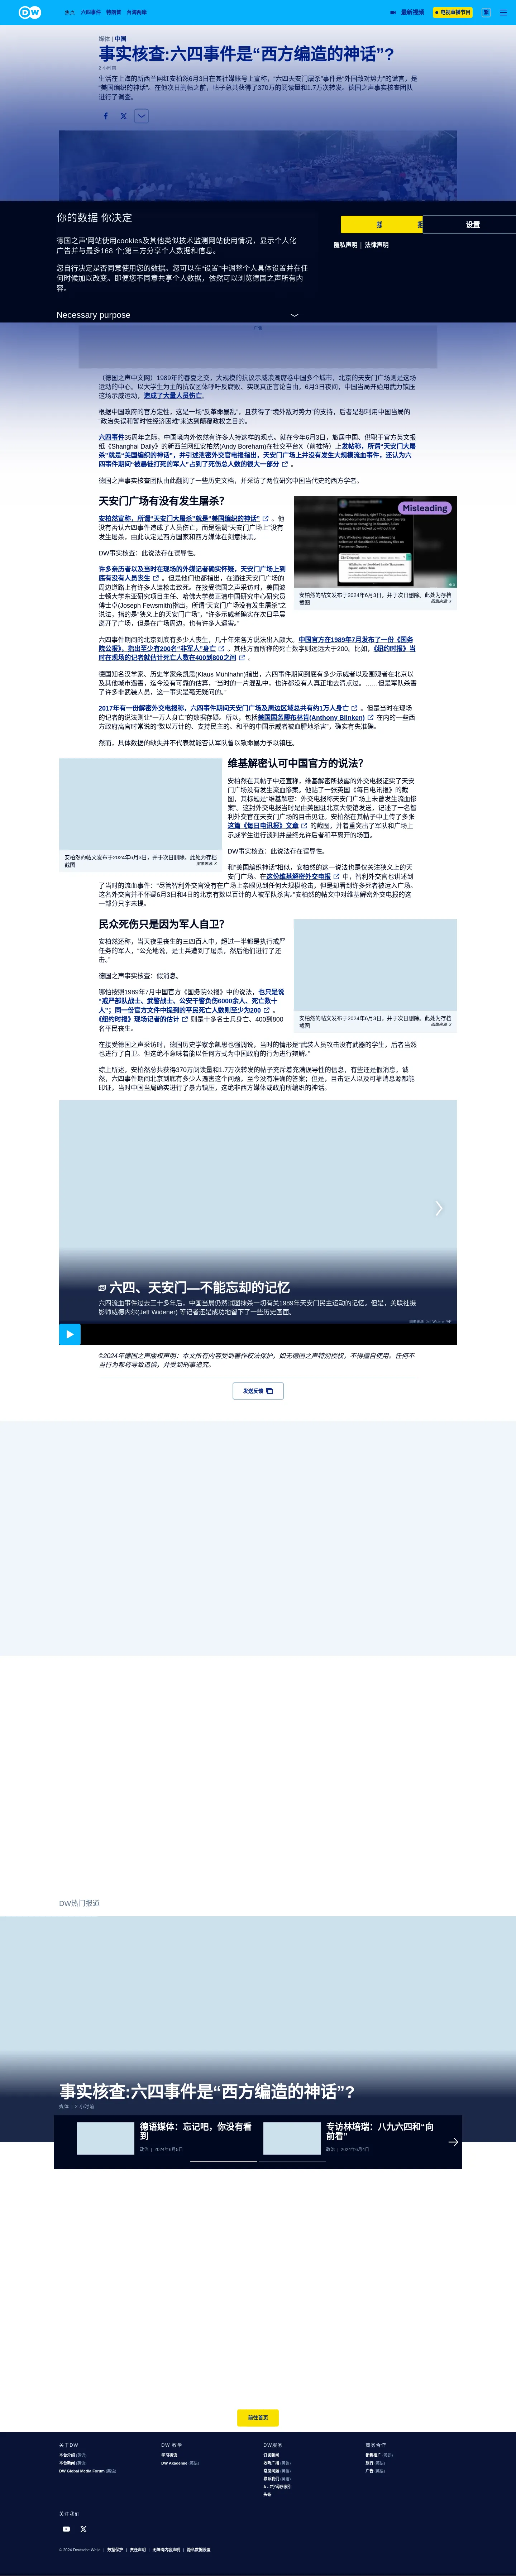 DW
焦点 六四事件 特朗普 台海两岸
最新视频
电视直播节目
繁
媒体 | 中国
事实核查:六四事件是“西方编造的神话”?
2 小时前
生活在上海的新西兰网红安柏然6月3日在其社媒账号上宣称，“六四天安门屠杀”事件是“外国敌对势力”的谎言，是
“美国编织的神话”。在他次日删帖之前，帖子总共获得了370万的阅读量和1.7万次转发。德国之声事实核查团队
进行了调查。
你的数据 你决定
设置
隐私声明 | 法律声明
德国之声’网站使用cookies及其他类似技术监测网站使用情况，显示个人化
广告并与最多168 个;第三方分享个人数据和信息。
您自行决定是否同意使用您的数据。您可以在“设置”中调整个人具体设置并在任
何时候加以改变。即便您不同意共享个人数据，依然可以浏览德国之声所有内
容。
Necessary purpose
广告
（德国之声中文网）1989年的春夏之交，大规模的抗议示威浪潮席卷中国多个城市，北京的天安门广场则是这场
运动的中心。以大学生为主的抗议团体呼吁反腐败、实现真正言论自由。6月3日夜间，中国当局开始用武力镇压
这场示威运动，造成了大量人员伤亡。
根据中国政府的官方定性，这是一场“反革命暴乱”，且获得了“境外敌对势力”的支持，后者是想利用中国当局的
“政治失误和暂时性经济困难”来达到颠覆政权之目的。
六四事件35周年之际，中国境内外依然有许多人持这样的观点。就在今年6月3日，旅居中国、供职于官方英文报
纸《Shanghai Daily》的新西兰网红安柏然(Andy Boreham)在社交平台X（前推特）上发帖称，所谓“天安门大屠
杀”就是“美国编织的神话”，并引述泄密外交官电报指出，天安门广场上并没有发生大规模流血事件，还认为六
四事件期间“被暴徒打死的军人”占到了死伤总人数的很大一部分 。
德国之声事实核查团队由此翻阅了一些历史文档，并采访了两位研究中国当代史的西方学者。
天安门广场有没有发生屠杀?
安柏然宣称，所谓“天安门大屠杀”就是“美国编织的神话” 。他
没有否认六四事件造成了人员伤亡，而是强调“天安门广场上”没有
发生屠杀，由此认定是西方国家和西方媒体在刻意抹黑。
DW事实核查：此说法存在误导性。
Misleading
安柏然的帖文发布于2024年6月3日，并于次日删除。此处为存档
截图
图像来源: X
许多亲历者以及当时在现场的外媒记者确实怀疑，天安门广场上到
底有没有人员丧生 。但是他们也都指出，在通往天安门广场的
周边道路上有许多人遭枪击致死。在接受德国之声采访时，美国波
士顿大学东亚研究项目主任、哈佛大学费正清中国研究中心研究员
傅士卓(Joseph Fewsmith)指出，所谓“天安门广场没有发生屠杀”之
说法，指的是“狭义上的天安门广场”，“许多示威者确实在次日早晨
离开了广场，但是在广场周边，也有许多人遇害。”
六四事件期间的北京到底有多少人丧生，几十年来各方说法出入颇大。中国官方在1989年7月发布了一份《国务
院公报》，指出至少有200名“非军人”身亡 。其他方面所称的死亡数字则远远大于200。比如，《纽约时报》当
时在现场的记者就估计死亡人数在400到800之间 。
德国知名汉学家、历史学家余凯思(Klaus Mühlhahn)指出，六四事件期间到底有多少示威者以及围观者在北京以
及其他城市遇害，迄今没有可信的数据。“当时的一片混乱中，也许都没有人真正地去清点过。……但是军队杀害
了许多非武装人员，这一事实是毫无疑问的。”
2017年有一份解密外交电报称，六四事件期间天安门广场及周边区域总共有约1万人身亡 。但是当时在现场
的记者的说法则让“一万人身亡”的数据存疑。所以，包括美国国务卿布林肯(Anthony Blinken) 在内的一些西
方政府高官时常说的“数以万计的、支持民主的、和平的中国示威者被血腥杀害”，确实有失准确。
然而，具体数据的缺失并不代表就能否认军队曾以致命暴力予以镇压。
维基解密认可中国官方的说法?
安柏然在其帖子中还宣称，维基解密所披露的外交电报证实了天安
门广场没有发生流血惨案。他贴了一张英国《每日电讯报》的截
图，其标题是“维基解密：外交电报称天安门广场上未曾发生流血惨
案”。这封外交电报当时是由美国驻北京大使馆发送，记述了一名智
利外交官在天安门广场的目击见闻。安柏然在其帖子中上传了多张
这篇《每日电讯报》文章 的截图，并着重突出了军队和广场上
示威学生进行谈判并最终允许后者和平离开的场面。
安柏然的帖文发布于2024年6月3日，并于次日删除。此处为存档
截图
图像来源: X
DW事实核查：此说法存在误导性。
和“美国编织神话”相似，安柏然的这一说法也是仅关注狭义上的天
安门广场。在这份维基解密外交电报 中，智利外交官也讲述到
了当时的流血事件：“尽管智利外交官没有在广场上亲眼见到任何大规模枪击，但是却看到许多死者被运入广场。
这名外交官并不怀疑6月3日和4日的北京有数以百计的人被军队杀害。”安柏然的帖文中对维基解密外交电报的这
一部分只字未提。
民众死伤只是因为军人自卫?
安柏然还称，当天夜里丧生的三四百人中，超过一半都是执行戒严
任务的军人，“公允地说，是士兵遭到了屠杀，然后他们进行了还
击。”
德国之声事实核查：假消息。
哪怕按照1989年7月中国官方《国务院公报》中的说法，也只是说
“戒严部队战士、武警战士、公安干警负伤6000余人、死亡数十
人”；同一份官方文件中提到的平民死亡人数则至少为200 。
《纽约时报》现场记者的估计 则是十多名士兵身亡、400到800
名平民丧生。
安柏然的帖文发布于2024年6月3日，并于次日删除。此处为存档
截图
图像来源: X
在接受德国之声采访时，德国历史学家余凯思也强调说，当时的情形是“武装人员攻击没有武器的学生，后者当然
也进行了自卫。但这绝不意味着能以任何方式为中国政府的行为进行辩解。”
综上所述，安柏然总共获得370万阅读量和1.7万次转发的帖子充斥着充满误导性的信息，有些还是假消息。诚
然，六四事件期间北京到底有多少人遇害这个问题，至今没有准确的答案；但是，目击证人以及可靠消息源都能
印证，当时中国当局确实进行了暴力镇压，这绝非西方媒体或政府所编织的神话。
六四、天安门—不能忘却的记忆
六四流血事件过去三十多年后，中国当局仍然试图抹杀一切有关1989年天安门民主运动的记忆。但是，美联社摄
影师威德内尔(Jeff Widener) 等记者还是成功地留下了一些历史画面。
图像来源: Jeff Widener/AP
©2024年德国之声版权声明：本文所有内容受到著作权法保护，如无德国之声特别授权，不得擅自使用。任何不
当行为都将导致追偿，并受到刑事追究。
发送反馈
DW热门报道
事实核查:六四事件是“西方编造的神话”?
媒体 | 2 小时前
德语媒体：忘记吧，你没有看
到
政治 | 2024年6月5日
专访林培瑞：八九六四和“向
前看”
政治 | 2024年6月4日
前往首页
关于DW
本台介绍 (英语)
本台新闻 (英语)
DW Global Media Forum (英语)
DW 教学
学习德语
DW Akademie (英语)
DW服务
订阅新闻
收听广播 (英语)
常见问题 (英语)
联系我们 (英语)
A - Z字母序索引
头条
商务合作
销售推广 (英语)
旅行 (英语)
广告 (英语)
关注我们
© 2024 Deutsche Welle | 数据保护 | 责任声明 | 无障碍内容声明 | 隐私数据设置